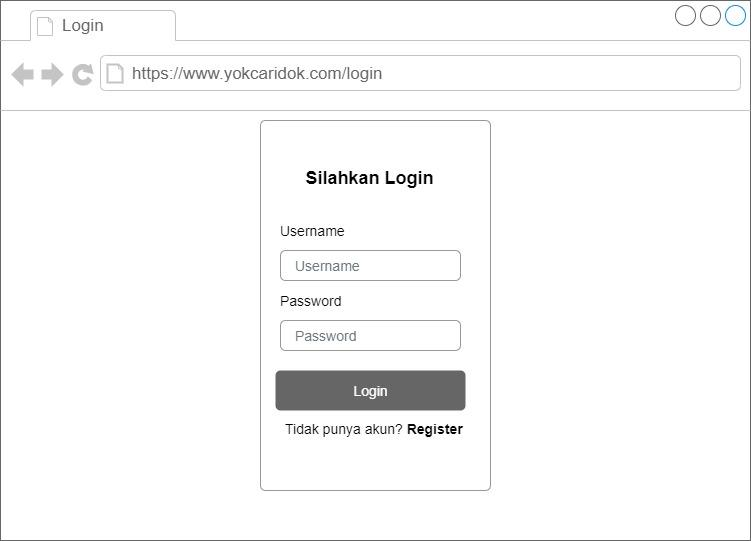 Login
https://www.yokcaridok.com/login
Silahkan Login
Username
Username
Password
Password
Login
Tidak punya akun? Register